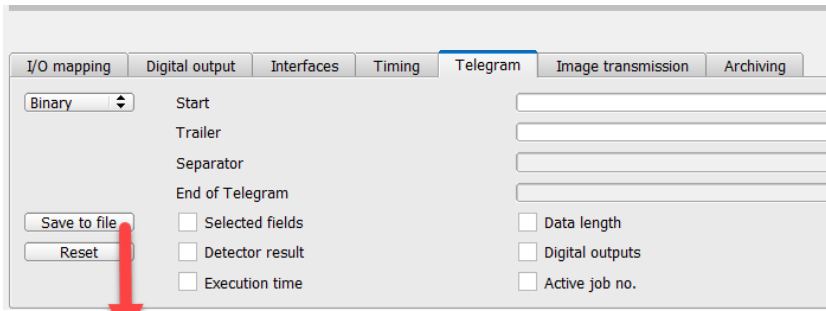 I/O mapping Digital output Interfaces Timing Telegram Image transmission Archiving
Binary Start
Trailer
Separator
End of Telegram
Save to file Selected fields Data length
Reset Detector result Digital outputs
Execution time Active job no.